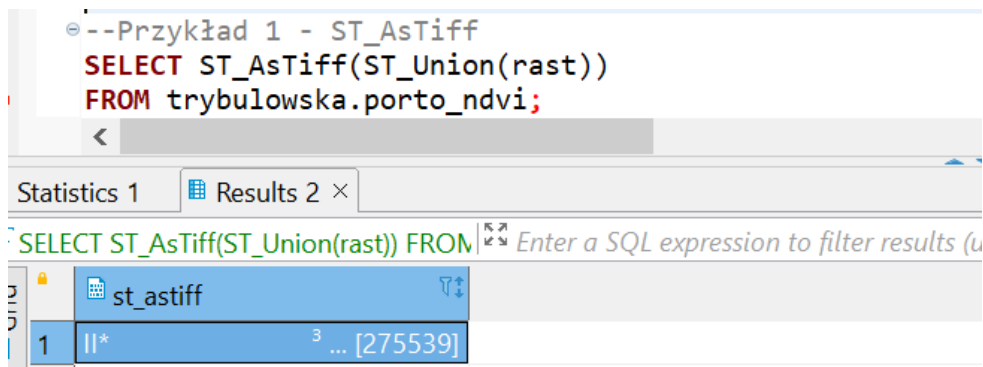 --Przykład 1 - ST_AsTiff
SELECT ST_AsTiff(ST_Union(rast))
FROM trybulowska.porto_ndvi;
Statistics 1 Results 2
SELECT ST_AsTiff(ST_Union(rast)) FROM Enter a SQL expression to filter results (u
st_astiff
1 II* 3 ... [275539]